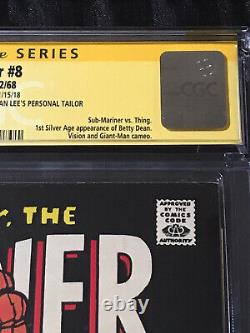 SERIES
r #8
2/68
/15/18
AN LEE'S PERSONAL TAILOR
Sub-Mariner vs. Thing.
1st Silver Age appearance of Betty Dean.
Vision and Giant-Man cameo.
CGC
THE
NER
APPROVED
BY THE
COMICS
CODE
AUTHORITY